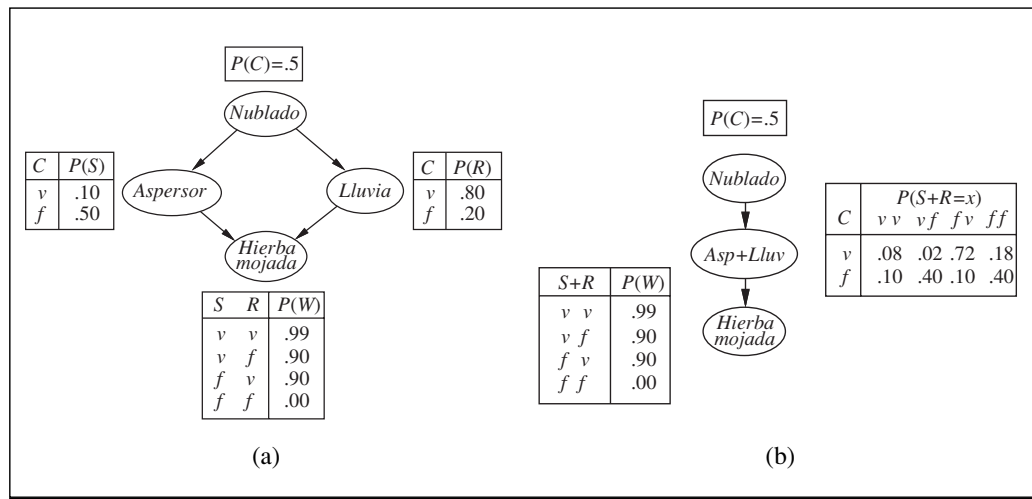 P(C)=.5
Nublado
C P(S)
v .10
f .50
Aspersor
Lluvia
C P(R)
v .80
f .20
Hierba
mojada
S R P(W)
v v .99
v f .90
f v .90
f f .00
(a)
P(C)=.5
Nublado
P(S+R=x)
C v v v f f v f f
v .08 .02 .72 .18
f .10 .40 .10 .40
Asp+Lluv
S+R P(W)
v v .99
v f .90
f v .90
f f .00
Hierba
mojada
(b)